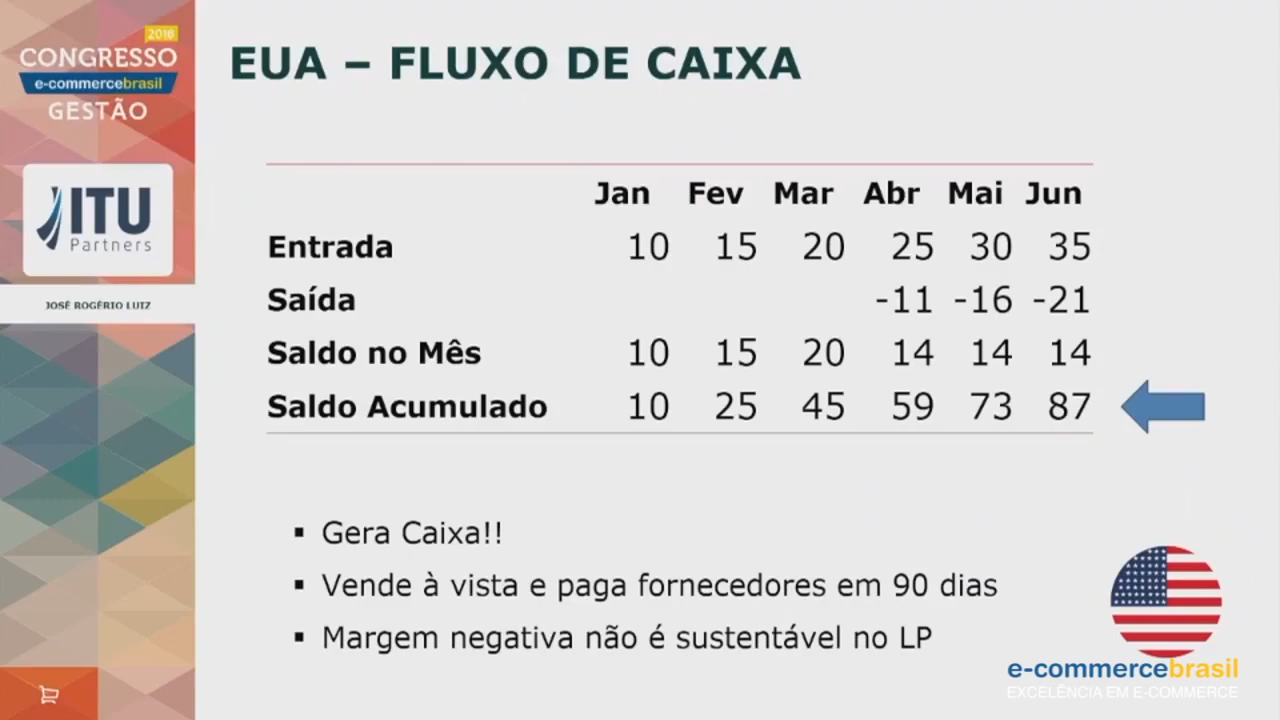 2018
CONGRESSO
e-commercebrasil
GESTÃO
ITU
Partners
JOSÉ ROGÉRIO LUIZ
EUA – FLUXO DE CAIXA
Jan Fev Mar Abr Mai Jun
Entrada 10 15 20 25 30 35
Saída -11 -16 -21
Saldo no Mês 10 15 20 14 14 14
Saldo Acumulado 10 25 45 59 73 87
▪ Gera Caixa!!
▪ Vende à vista e paga fornecedores em 90 dias
▪ Margem negativa não é sustentável no LP
e-commercebrasil
EXCELÊNCIA EM E-COMMERCE